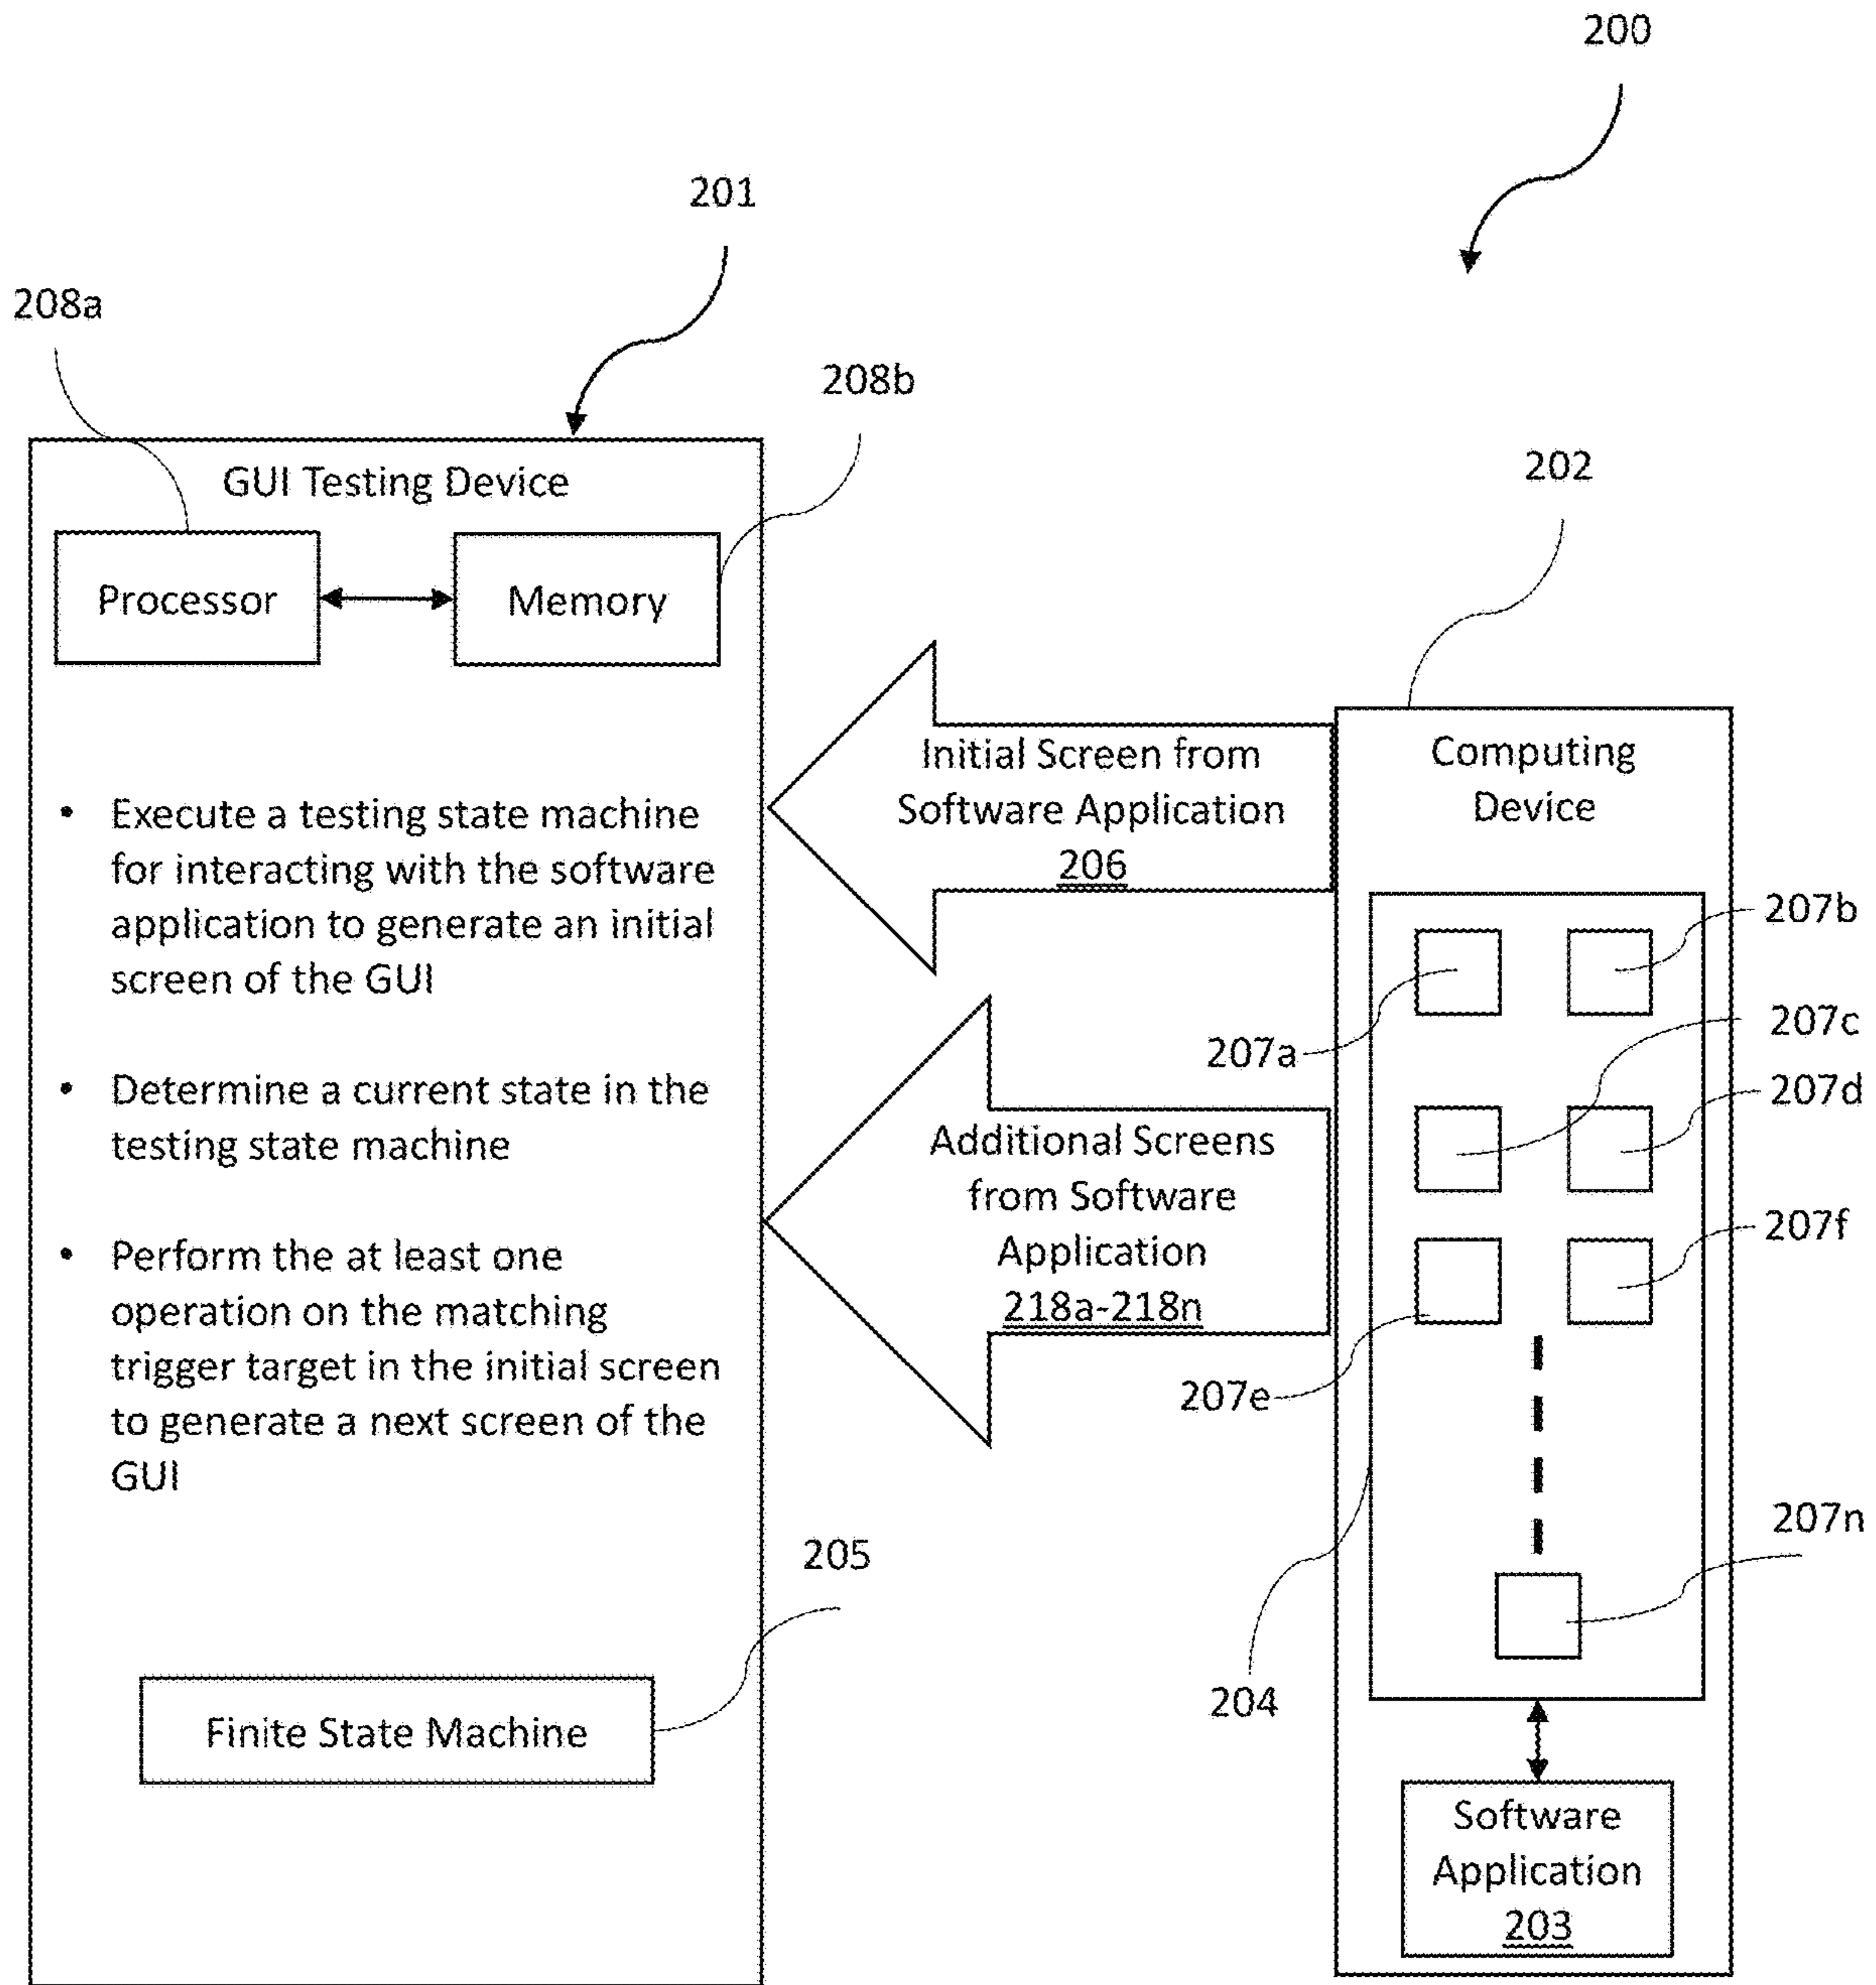 200
201
208a
208b
GUI Testing Device
202
Processor
Memory
Initial Screen from
Software Application
206
Computing
Device
• Execute a testing state machine
for interacting with the software
application to generate an initial
screen of the GUI
207b
207a
207c
• Determine a current state in the
testing state machine
207d
Additional Screens
from Software
Application
218a-218n
207f
• Perform the at least one
operation on the matching
trigger target in the initial screen
to generate a next screen of the
GUI
207e
207n
205
204
Finite State Machine
Software
Application
203